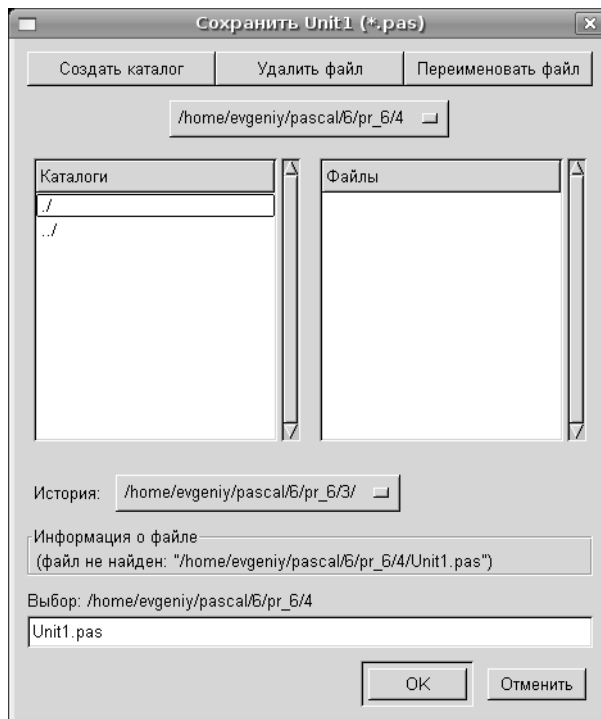 Сохранить Unit1 (*.pas)
Создать каталог Удалить файл Переименовать файл
/home/evgeniy/pascal/6/pr_6/4
Каталоги Файлы
./
../
История: /home/evgeniy/pascal/6/pr_6/3/
Информация о файле
(файл не найден: "/home/evgeniy/pascal/6/pr_6/4/Unit1.pas")
Выбор: /home/evgeniy/pascal/6/pr_6/4
Unit1.pas
OK Отменить